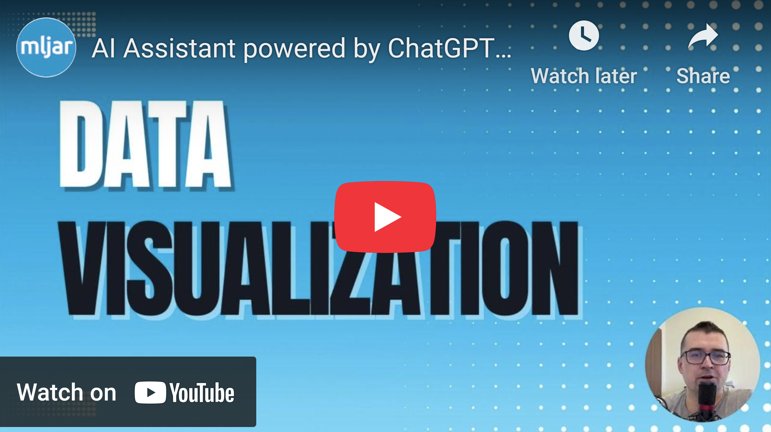 mljar
AI Assistant powered by ChatGPT...
Watch later
Share
DATA
VISUALIZATION
Watch on YouTube